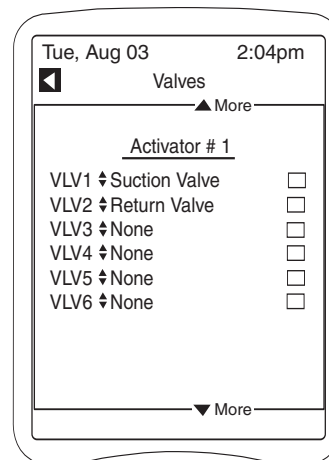 Tue, Aug 03 2:04pm
Valves
More
Activator # 1
VLV1 Suction Valve
VLV2 Return Valve
VLV3 None
VLV4 None
VLV5 None
VLV6 None
More